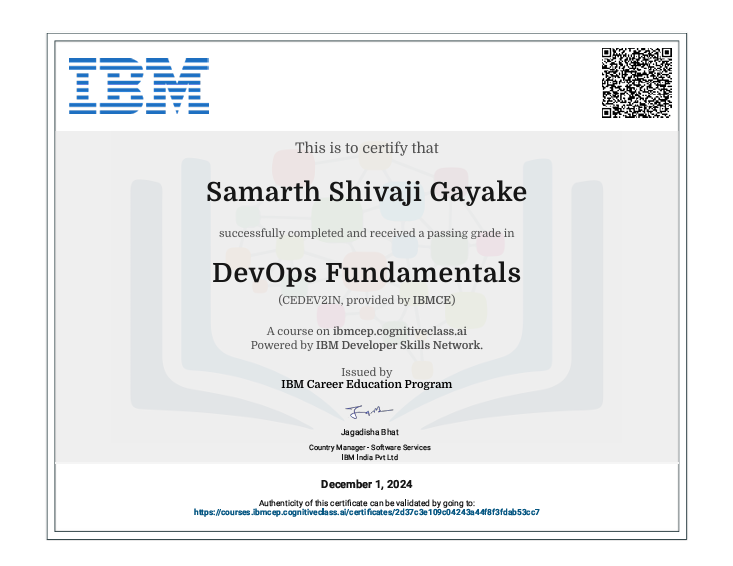 IBM
This is to certify that
Samarth Shivaji Gayake
successfully completed and received a passing grade in
DevOps Fundamentals
(CEDEV2IN, provided by IBMCE)
A course on ibmcep.cognitiveclass.ai
Powered by IBM Developer Skills Network.
Issued by
IBM Career Education Program
Jagadisha Bhat
Country Manager - Software Services
IBM India Pvt Ltd
December 1, 2024
Authenticity of this certificate can be validated by going to:
https://courses.ibmcep.cognitiveclass.ai/certificates/2d37c3e109c04243a44f8f3fdab53cc7